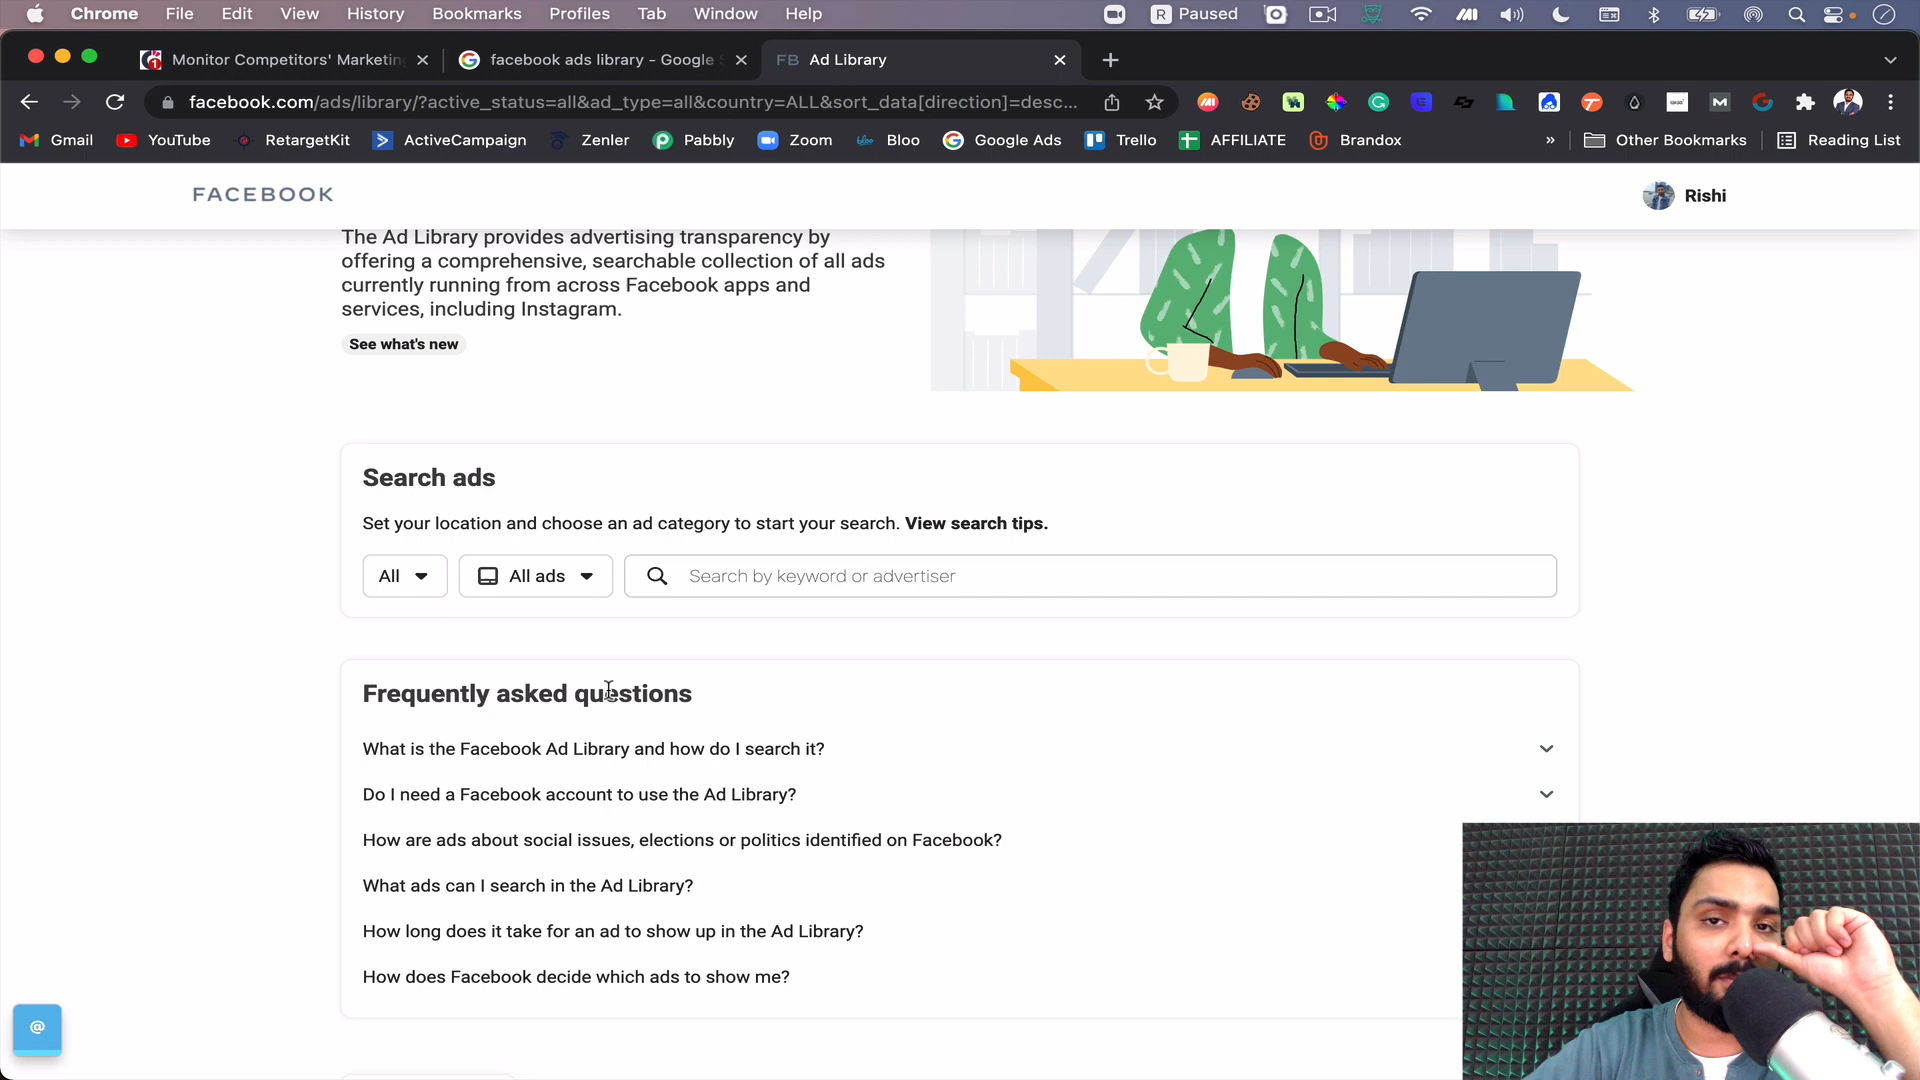 Chrome File Edit View History Bookmarks Profiles Tab Window Help
R Paused
Monitor Competitors' Marketin
facebook ads library - Google S
FB Ad Library
facebook.com/ads/library/?active_status=all&ad_type=all&country=ALL&sort_data[direction]=desc...
Gmail YouTube RetargetKit ActiveCampaign Zenler Pabbly Zoom Bloo Google Ads Trello AFFILIATE Brandox » Other Bookmarks Reading List
FACEBOOK
Rishi
The Ad Library provides advertising transparency by
offering a comprehensive, searchable collection of all ads
currently running from across Facebook apps and
services, including Instagram.
See what's new
Search ads
Set your location and choose an ad category to start your search. View search tips.
All
All ads
Search by keyword or advertiser
Frequently asked questions
What is the Facebook Ad Library and how do I search it?
Do I need a Facebook account to use the Ad Library?
How are ads about social issues, elections or politics identified on Facebook?
What ads can I search in the Ad Library?
How long does it take for an ad to show up in the Ad Library?
How does Facebook decide which ads to show me?
@